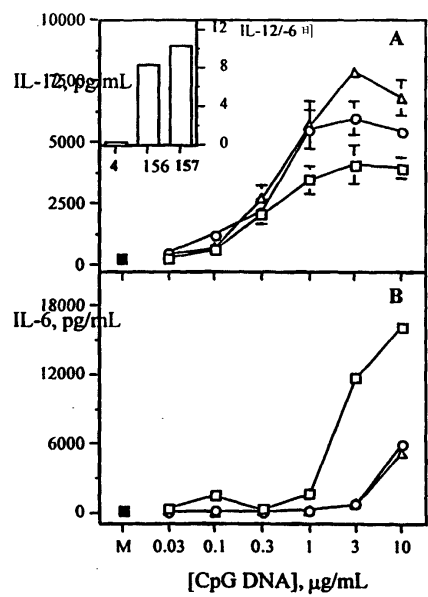 10000
12
IL-12/-6
A
8
IL-12, pg/mL
4
5000
0
4 156 157
2500
0
B
18000
IL-6, pg/mL
12000
6000
0
M 0.03 0.1 0.3 1 3 10
[CpG DNA], μg/mL